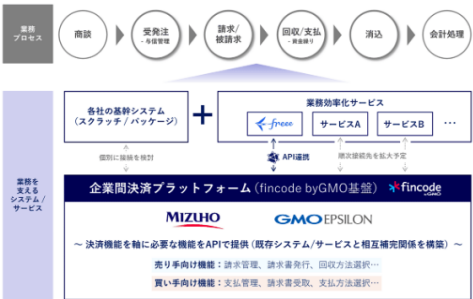 業務
プロセス
商談
受発注
- 与信管理
請求/
被請求
回収/支払
- 資金繰り
消込
会計処理
業務を
支える
システム/
サービス
各社の基幹システム
(スクラッチ / パッケージ)
+
業務効率化サービス
freee
サービスA
サービスB
…
個別に接続を検討
API連携
順次接続先を拡大予定
企業間決済プラットフォーム (fincode byGMO基盤)
fincode
byGMO
MIZUHO
GMO EPSILON
～ 決済機能を軸に必要な機能をAPIで提供 (既存システム/サービスと相互補完関係を構築) ～
売り手向け機能：請求管理、請求書発行、回収方法選択…
買い手向け機能：支払管理、請求書受取、支払方法選択…